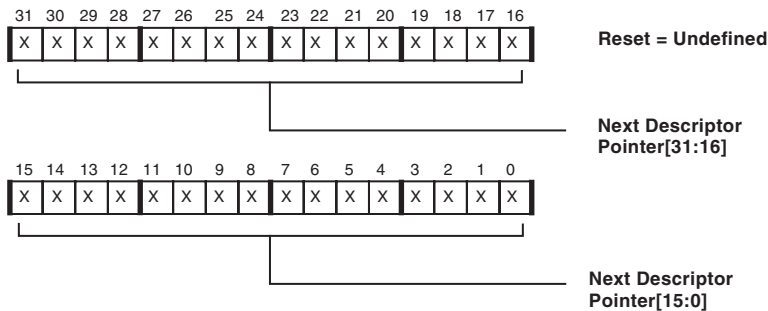 31 30 29 28 27 26 25 24 23 22 21 20 19 18 17 16
X X X X X X X X X X X X X X X X
Reset = Undefined
Next Descriptor
Pointer[31:16]
15 14 13 12 11 10 9 8 7 6 5 4 3 2 1 0
X X X X X X X X X X X X X X X X
Next Descriptor
Pointer[15:0]